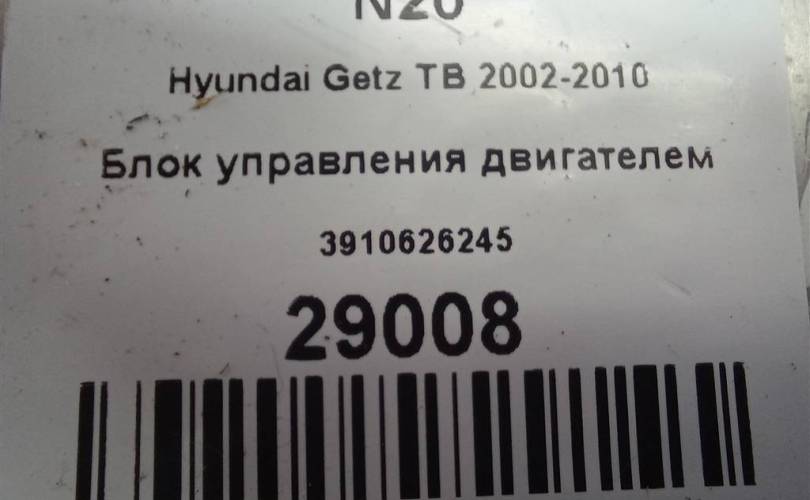 N20
Hyundai Getz TB 2002-2010
Блок управления двигателем
3910626245
29008